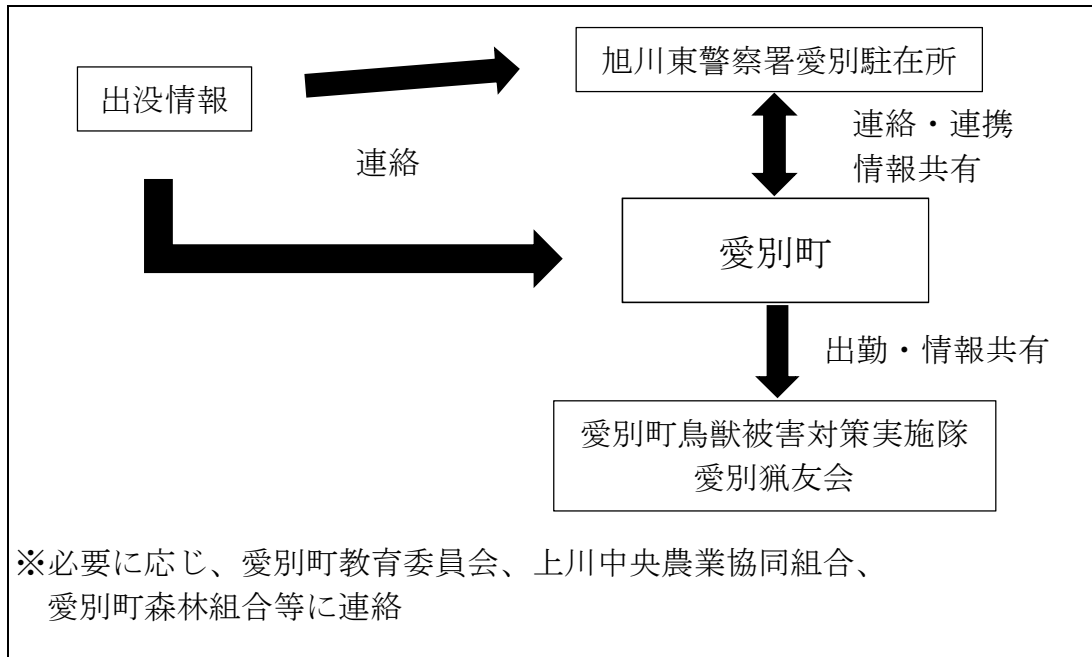 旭川東警察署愛別駐在所
出没情報
連絡・連携
情報共有
連絡
愛別町
出勤・情報共有
愛別町鳥獣被害対策実施隊
愛別猟友会
※必要に応じ、愛別町教育委員会、上川中央農業協同組合、
愛別町森林組合等に連絡